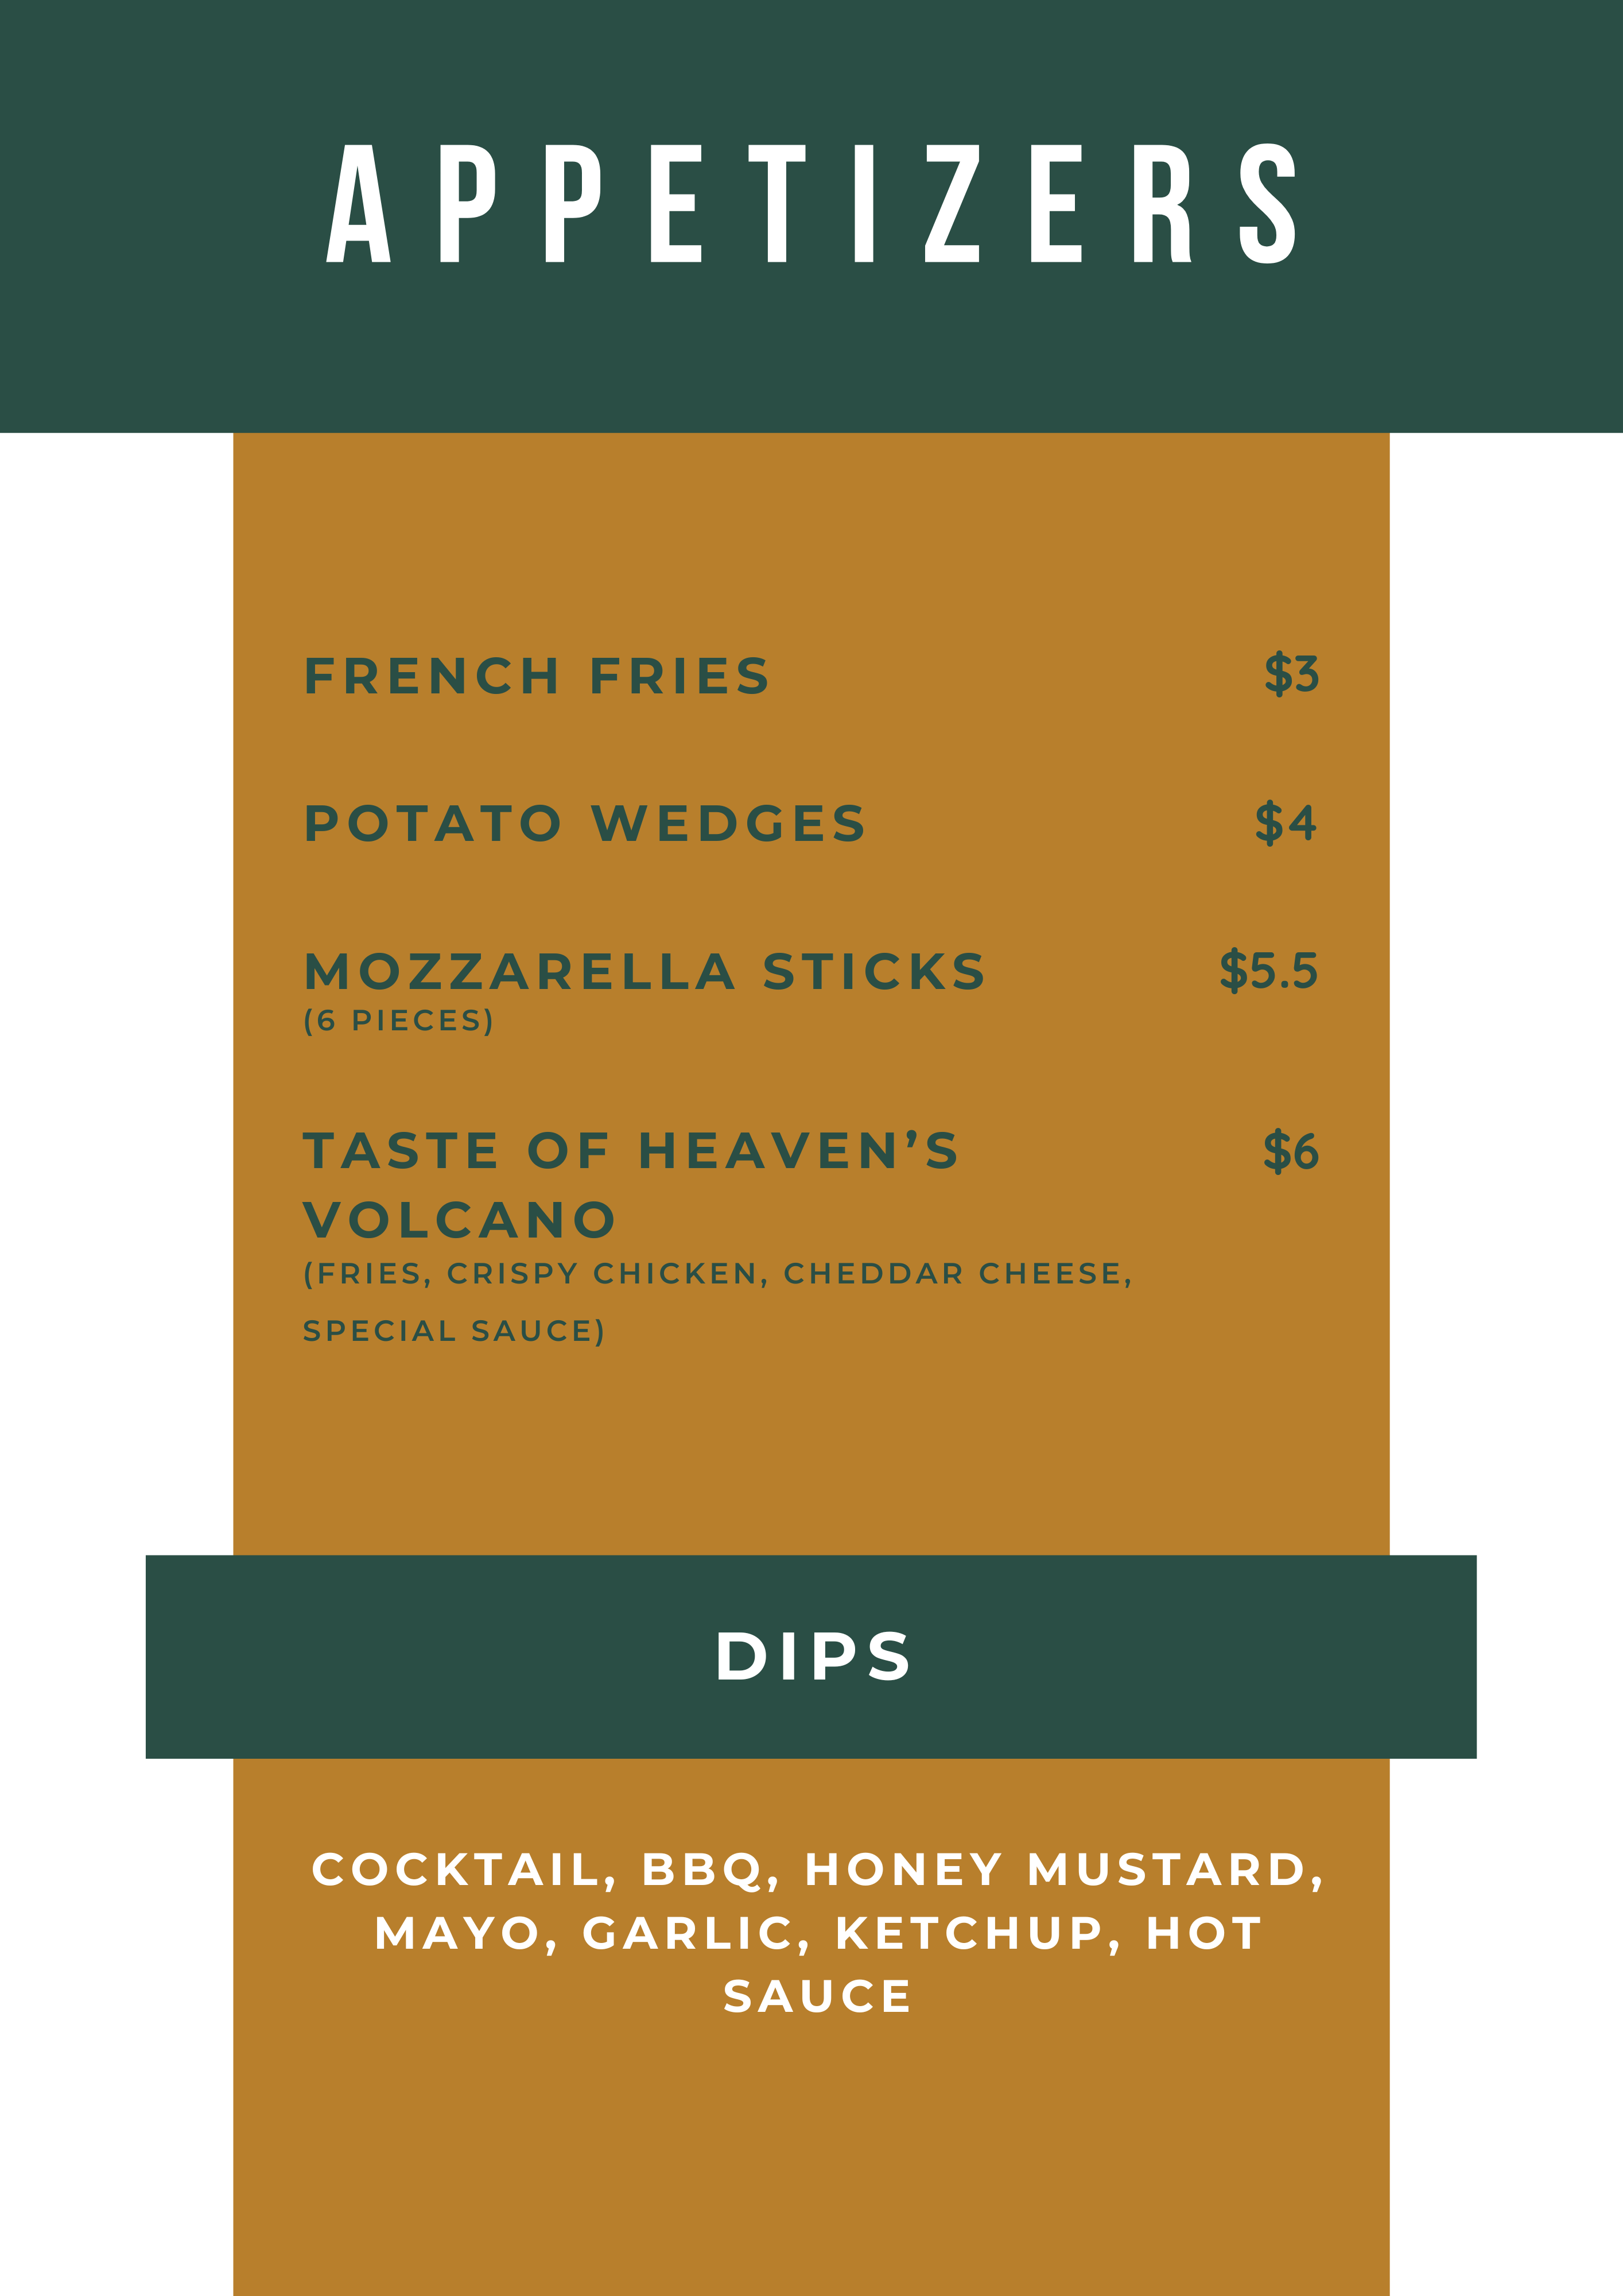 APPETIZERS
FRENCH FRIES $3
POTATO WEDGES $4
MOZZARELLA STICKS $5.5
(6 PIECES)
TASTE OF HEAVEN’S $6
VOLCANO
(FRIES, CRISPY CHICKEN, CHEDDAR CHEESE,
SPECIAL SAUCE)
DIPS
COCKTAIL, BBQ, HONEY MUSTARD,
MAYO, GARLIC, KETCHUP, HOT
SAUCE